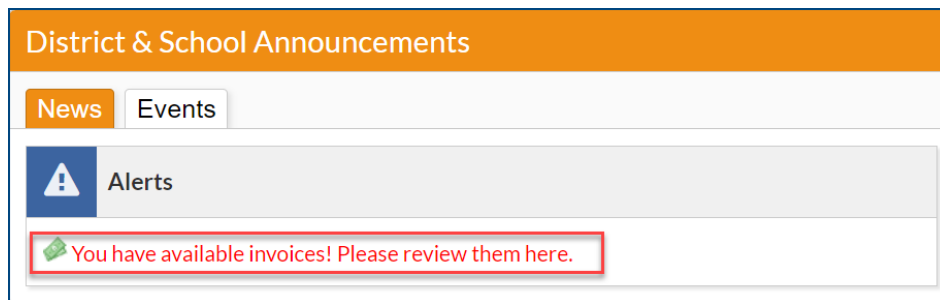 District & School Announcements
News Events
Alerts
You have available invoices! Please review them here.